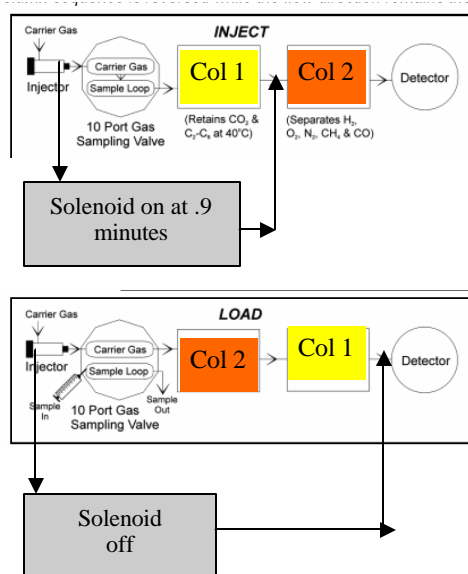 INJECT
Carrier Gas
Injector
Carrier Gas
Sample Loop
10 Port Gas
Sampling Valve
Col 1
(Retains CO₂ &
C₂-C₆ at 40°C)
Col 2
(Separates H₂,
O₂, N₂, CH₄ & CO)
Detector
Solenoid on at .9
minutes
LOAD
Carrier Gas
Injector
Carrier Gas
Sample Loop
Sample
In
Sample
Out
10 Port Gas
Sampling Valve
Col 2
Col 1
Detector
Solenoid
off